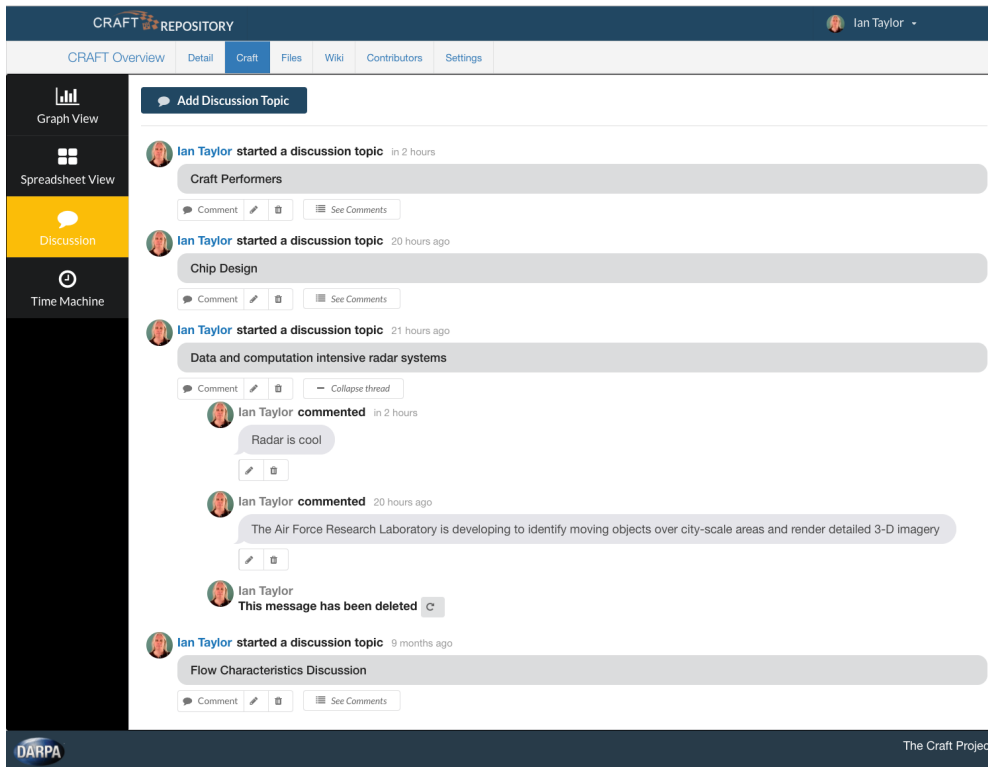 CRAFT REPOSITORY
Ian Taylor
CRAFT Overview Detail Craft Files Wiki Contributors Settings
Graph View
Spreadsheet View
Discussion
Time Machine
Add Discussion Topic
Ian Taylor started a discussion topic in 2 hours
Craft Performers
Comment See Comments
Ian Taylor started a discussion topic 20 hours ago
Chip Design
Comment See Comments
Ian Taylor started a discussion topic 21 hours ago
Data and computation intensive radar systems
Comment Collapse thread
Ian Taylor commented in 2 hours
Radar is cool
Ian Taylor commented 20 hours ago
The Air Force Research Laboratory is developing to identify moving objects over city-scale areas and render detailed 3-D imagery
Ian Taylor
This message has been deleted
Ian Taylor started a discussion topic 9 months ago
Flow Characteristics Discussion
Comment See Comments
DARPA
The Craft Projec